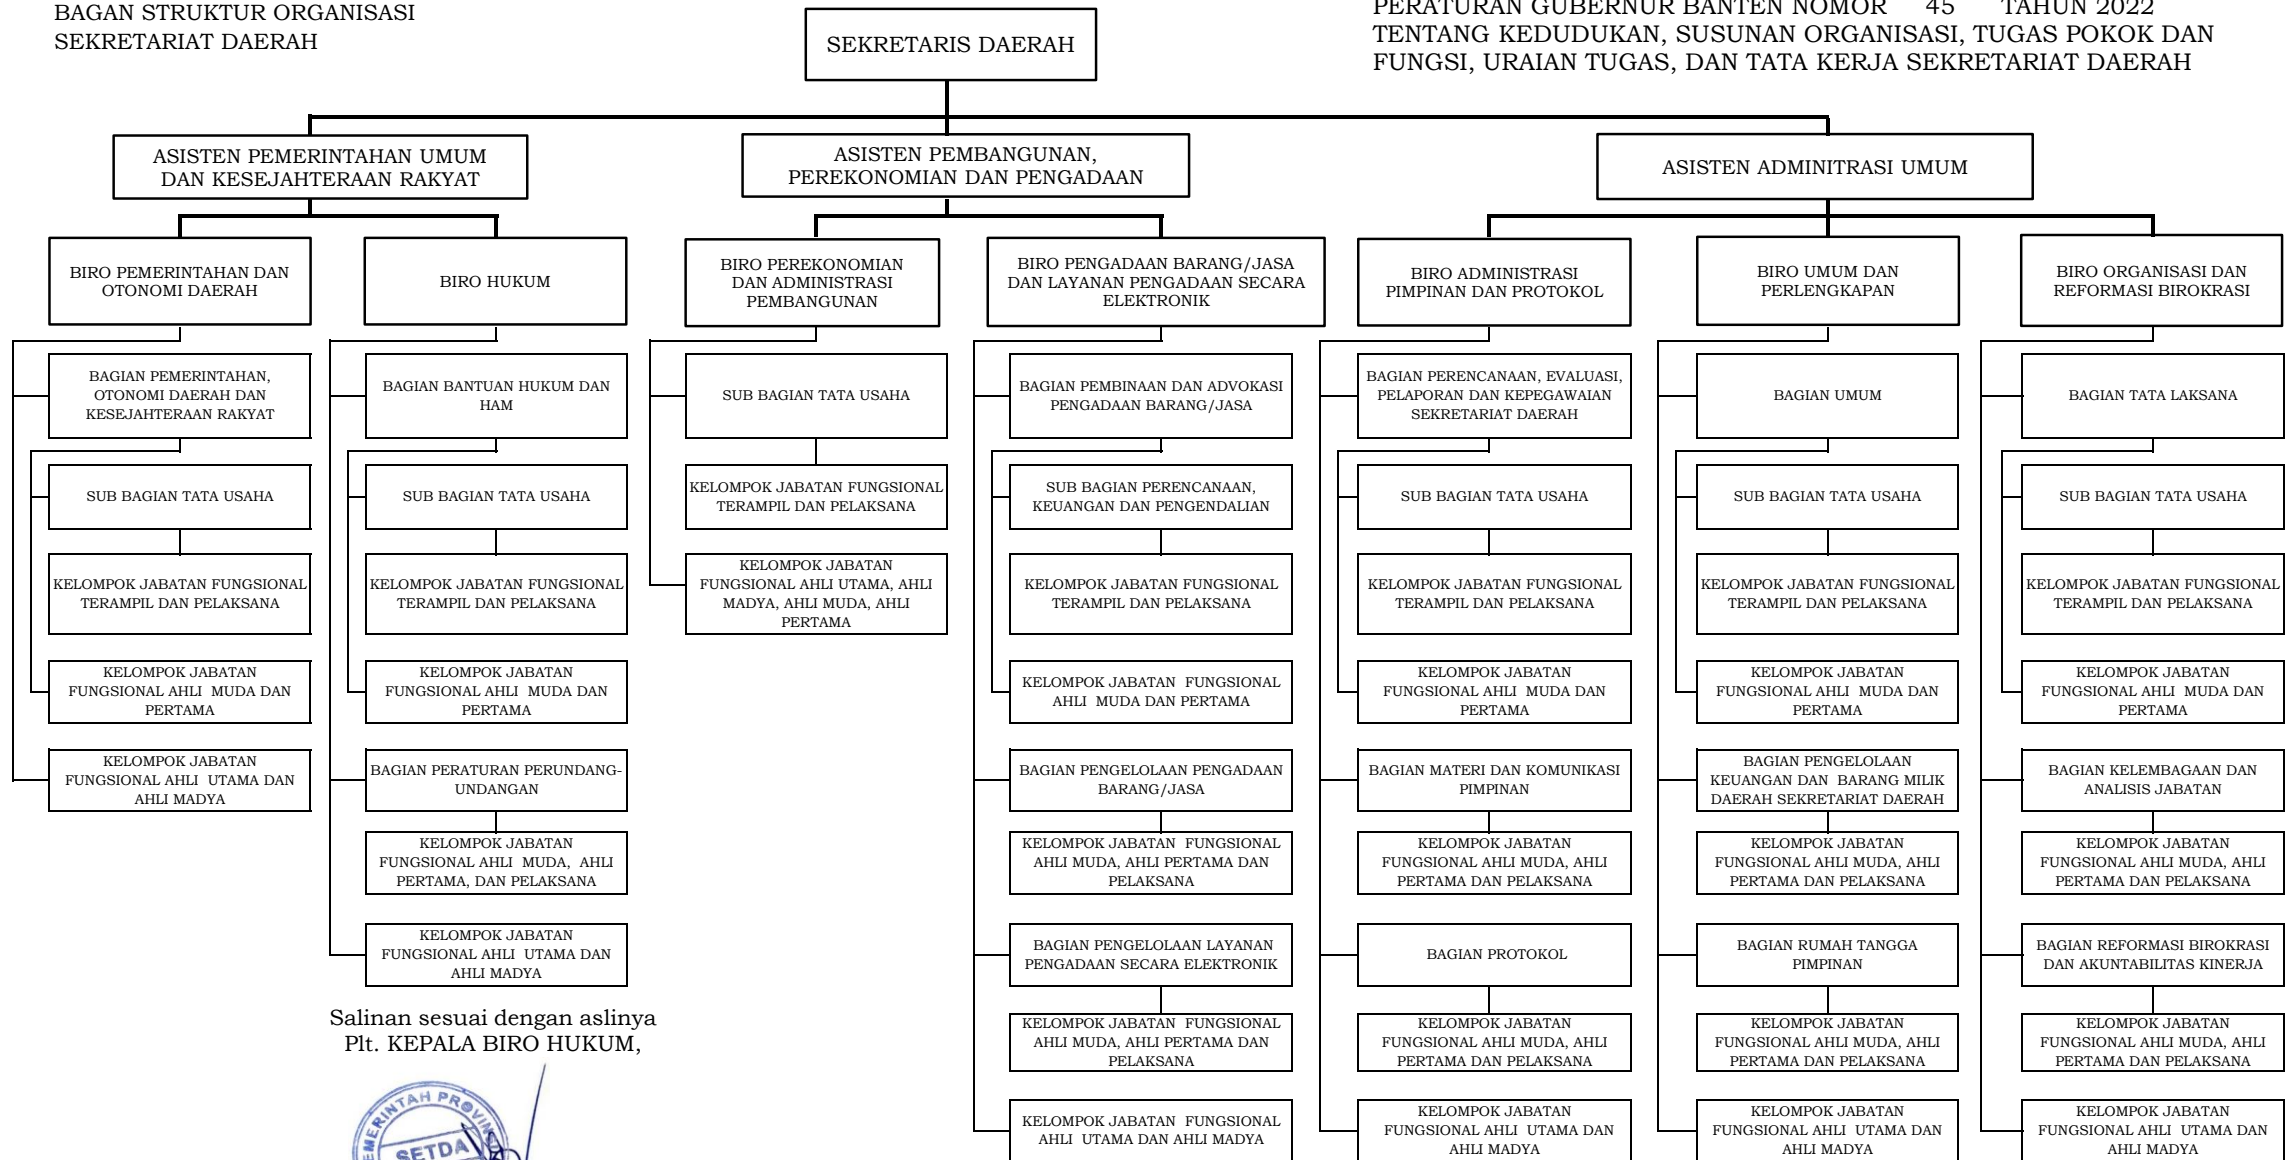 BAGAN STRUKTUR ORGANISASI
SEKRETARIAT DAERAH
PERATURAN GUBERNUR BANTEN NOMOR 45 TAHUN 2022
TENTANG KEDUDUKAN, SUSUNAN ORGANISASI, TUGAS POKOK DAN
FUNGSI, URAIAN TUGAS, DAN TATA KERJA SEKRETARIAT DAERAH
SEKRETARIS DAERAH
ASISTEN PEMERINTAHAN UMUM
DAN KESEJAHTERAAN RAKYAT
ASISTEN PEMBANGUNAN,
PEREKONOMIAN DAN PENGADAAN
ASISTEN ADMINITRASI UMUM
BIRO PEMERINTAHAN DAN
OTONOMI DAERAH
BIRO HUKUM
BIRO PEREKONOMIAN
DAN ADMINISTRASI
PEMBANGUNAN
BIRO PENGADAAN BARANG/JASA
DAN LAYANAN PENGADAAN SECARA
ELEKTRONIK
BIRO ADMINISTRASI
PIMPINAN DAN PROTOKOL
BIRO UMUM DAN
PERLENGKAPAN
BIRO ORGANISASI DAN
REFORMASI BIROKRASI
BAGIAN PEMERINTAHAN,
OTONOMI DAERAH DAN
KESEJAHTERAAN RAKYAT
BAGIAN BANTUAN HUKUM DAN
HAM
SUB BAGIAN TATA USAHA
BAGIAN PEMBINAAN DAN ADVOKASI
PENGADAAN BARANG/JASA
BAGIAN PERENCANAAN, EVALUASI,
PELAPORAN DAN KEPEGAWAIAN
SEKRETARIAT DAERAH
BAGIAN UMUM
BAGIAN TATA LAKSANA
SUB BAGIAN TATA USAHA
SUB BAGIAN TATA USAHA
KELOMPOK JABATAN FUNGSIONAL
TERAMPIL DAN PELAKSANA
SUB BAGIAN PERENCANAAN,
KEUANGAN DAN PENGENDALIAN
SUB BAGIAN TATA USAHA
SUB BAGIAN TATA USAHA
SUB BAGIAN TATA USAHA
KELOMPOK JABATAN FUNGSIONAL
TERAMPIL DAN PELAKSANA
KELOMPOK JABATAN FUNGSIONAL
TERAMPIL DAN PELAKSANA
KELOMPOK JABATAN
FUNGSIONAL AHLI UTAMA, AHLI
MADYA, AHLI MUDA, AHLI
PERTAMA
KELOMPOK JABATAN FUNGSIONAL
TERAMPIL DAN PELAKSANA
KELOMPOK JABATAN FUNGSIONAL
TERAMPIL DAN PELAKSANA
KELOMPOK JABATAN FUNGSIONAL
TERAMPIL DAN PELAKSANA
KELOMPOK JABATAN FUNGSIONAL
TERAMPIL DAN PELAKSANA
KELOMPOK JABATAN
FUNGSIONAL AHLI MUDA DAN
PERTAMA
KELOMPOK JABATAN
FUNGSIONAL AHLI MUDA DAN
PERTAMA
KELOMPOK JABATAN FUNGSIONAL
AHLI MUDA DAN PERTAMA
KELOMPOK JABATAN
FUNGSIONAL AHLI MUDA DAN
PERTAMA
KELOMPOK JABATAN
FUNGSIONAL AHLI MUDA DAN
PERTAMA
KELOMPOK JABATAN
FUNGSIONAL AHLI MUDA DAN
PERTAMA
KELOMPOK JABATAN
FUNGSIONAL AHLI UTAMA DAN
AHLI MADYA
BAGIAN PERATURAN PERUNDANG-
UNDANGAN
BAGIAN PENGELOLAAN PENGADAAN
BARANG/JASA
BAGIAN MATERI DAN KOMUNIKASI
PIMPINAN
BAGIAN PENGELOLAAN
KEUANGAN DAN BARANG MILIK
DAERAH SEKRETARIAT DAERAH
BAGIAN KELEMBAGAAN DAN
ANALISIS JABATAN
KELOMPOK JABATAN
FUNGSIONAL AHLI MUDA, AHLI
PERTAMA, DAN PELAKSANA
KELOMPOK JABATAN FUNGSIONAL
AHLI MUDA, AHLI PERTAMA DAN
PELAKSANA
KELOMPOK JABATAN
FUNGSIONAL AHLI MUDA, AHLI
PERTAMA DAN PELAKSANA
KELOMPOK JABATAN
FUNGSIONAL AHLI MUDA, AHLI
PERTAMA DAN PELAKSANA
KELOMPOK JABATAN
FUNGSIONAL AHLI MUDA, AHLI
PERTAMA DAN PELAKSANA
KELOMPOK JABATAN
FUNGSIONAL AHLI UTAMA DAN
AHLI MADYA
BAGIAN PENGELOLAAN LAYANAN
PENGADAAN SECARA ELEKTRONIK
BAGIAN PROTOKOL
BAGIAN RUMAH TANGGA
PIMPINAN
BAGIAN REFORMASI BIROKRASI
DAN AKUNTABILITAS KINERJA
KELOMPOK JABATAN FUNGSIONAL
AHLI MUDA, AHLI PERTAMA DAN
PELAKSANA
KELOMPOK JABATAN
FUNGSIONAL AHLI MUDA, AHLI
PERTAMA DAN PELAKSANA
KELOMPOK JABATAN
FUNGSIONAL AHLI MUDA, AHLI
PERTAMA DAN PELAKSANA
KELOMPOK JABATAN
FUNGSIONAL AHLI MUDA, AHLI
PERTAMA DAN PELAKSANA
KELOMPOK JABATAN FUNGSIONAL
AHLI UTAMA DAN AHLI MADYA
KELOMPOK JABATAN
FUNGSIONAL AHLI UTAMA DAN
AHLI MADYA
KELOMPOK JABATAN
FUNGSIONAL AHLI UTAMA DAN
AHLI MADYA
KELOMPOK JABATAN
FUNGSIONAL AHLI UTAMA DAN
AHLI MADYA
Salinan sesuai dengan aslinya
Plt. KEPALA BIRO HUKUM,
SETDA